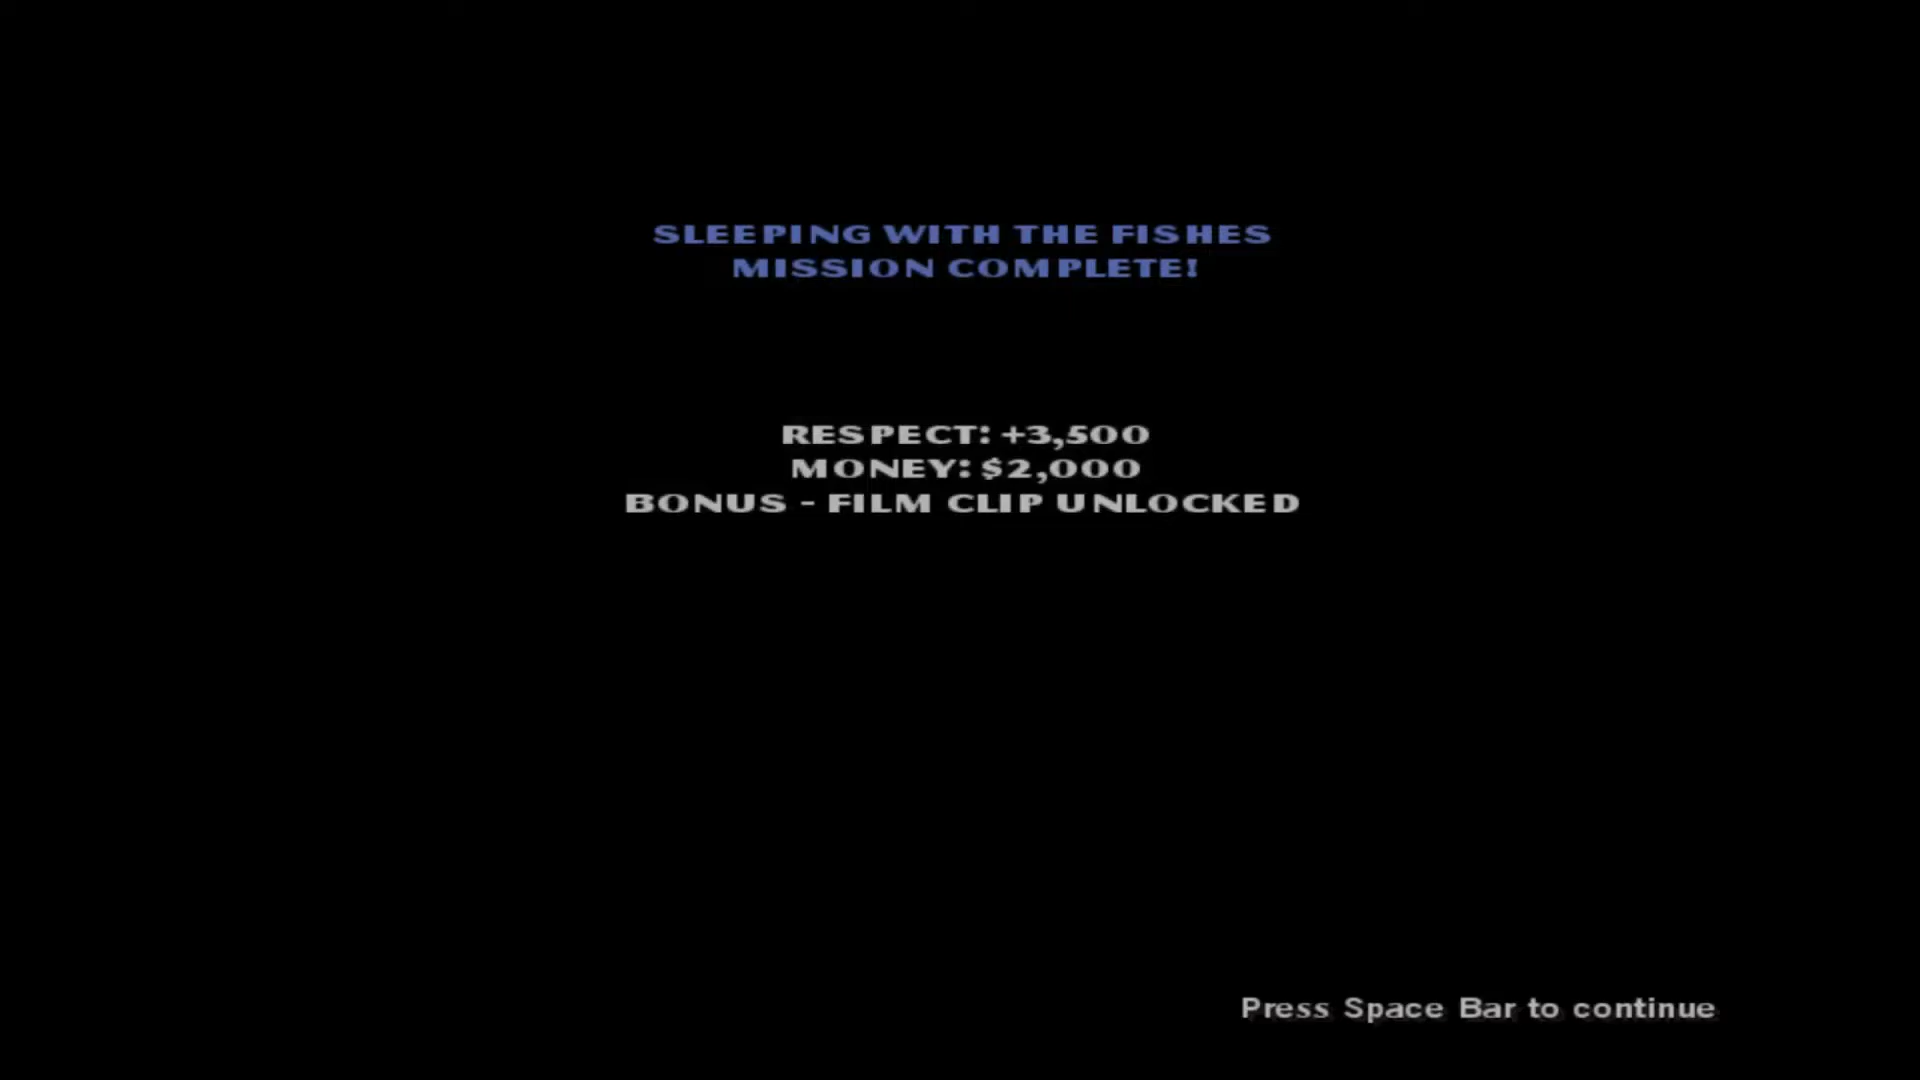 SLEEPING WITH THE FISHES
MISSION COMPLETE!
RESPECT: +3,500
MONEY: $2,000
BONUS - FILM CLIP UNLOCKED
Press Space Bar to continue